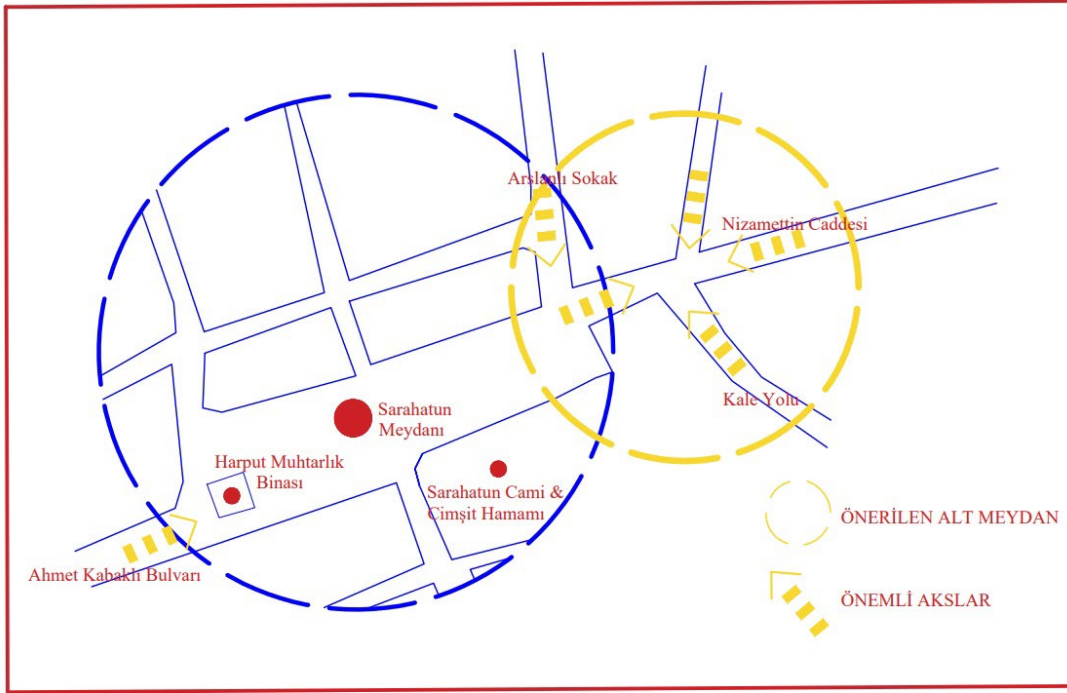 Arslanlı Sokak
Nizamettin Caddesi
Kale Yolu
Sarahatun
Meydanı
Harput Muhtarlık
Binası
Sarahatun Cami &
Cimşit Hamamı
Ahmet Kabaklı Bulvarı
ÖNERİLEN ALT MEYDAN
ÖNEMLİ AKSLAR